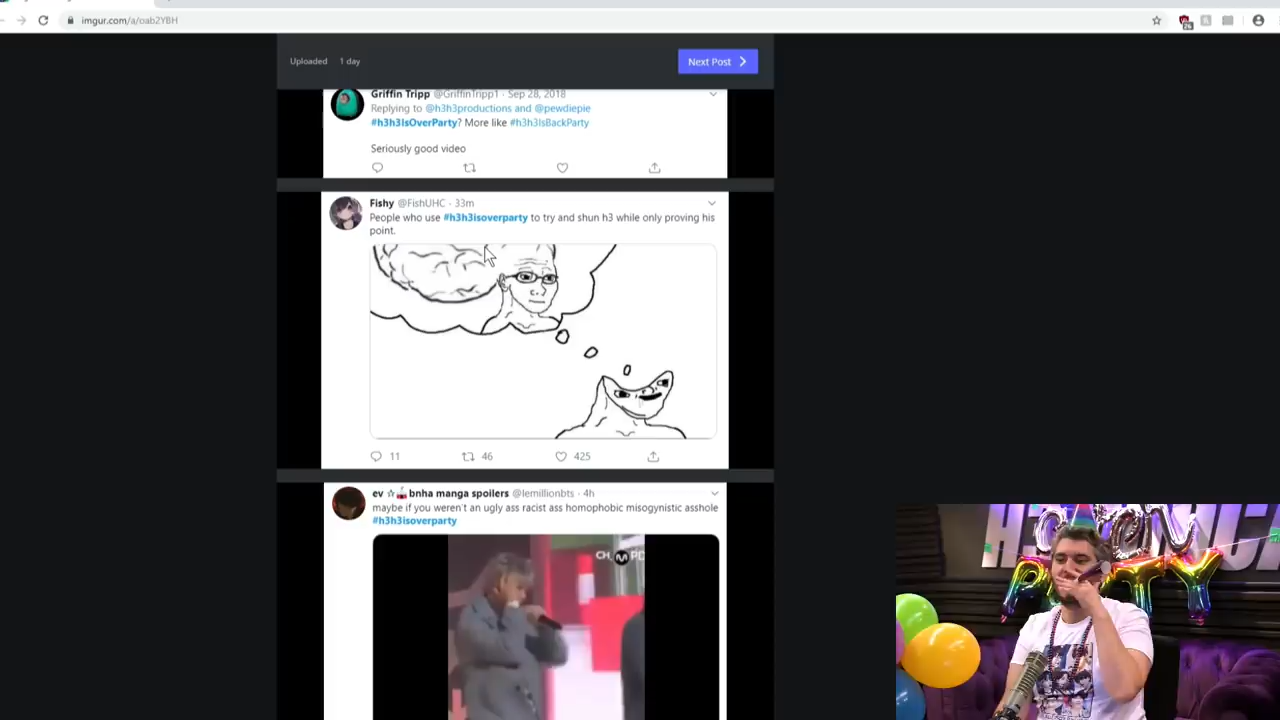 imgur.com/a/oab2Y8H
Uploaded 1 day
Next Post
Griffin Tripp @GriffinTripp1 · Sep 28, 2018
Replying to @h3h3productions and @pewdiepie
#h3h3IsOverParty? More like #h3h3IsBackParty
Seriously good video
Fishy @FishUHC · 33m
People who use #h3h3isoverparty to try and shun h3 while only proving his
point.
11 46 425
ev bnha manga spoilers @lemillionbts · 4h
maybe if you weren't an ugly ass racist ass homophobic misogynistic asshole
#h3h3isoverparty
CH
PARTY